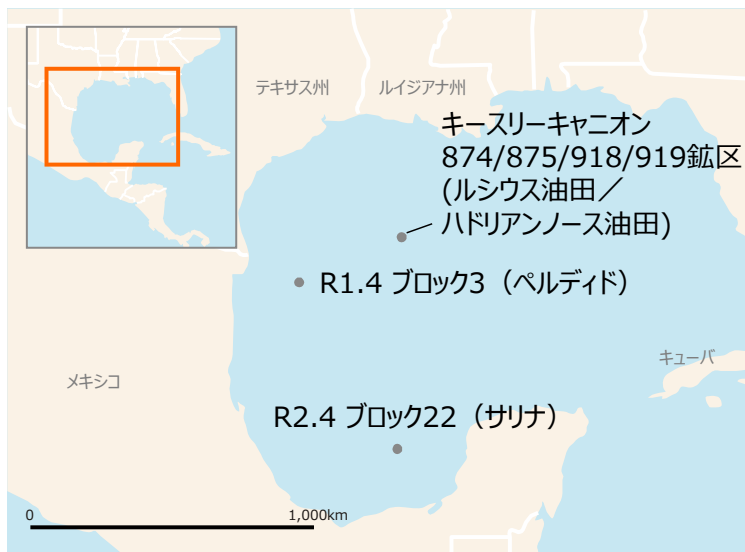 テキサス州
ルイジアナ州
キースリーキャニオン
874/875/918/919鉱区
(ルシウス油田／
ハドリアンノース油田)
R1.4 ブロック3（ペルディド）
キューバ
メキシコ
R2.4 ブロック22（サリナ）
0
1,000km